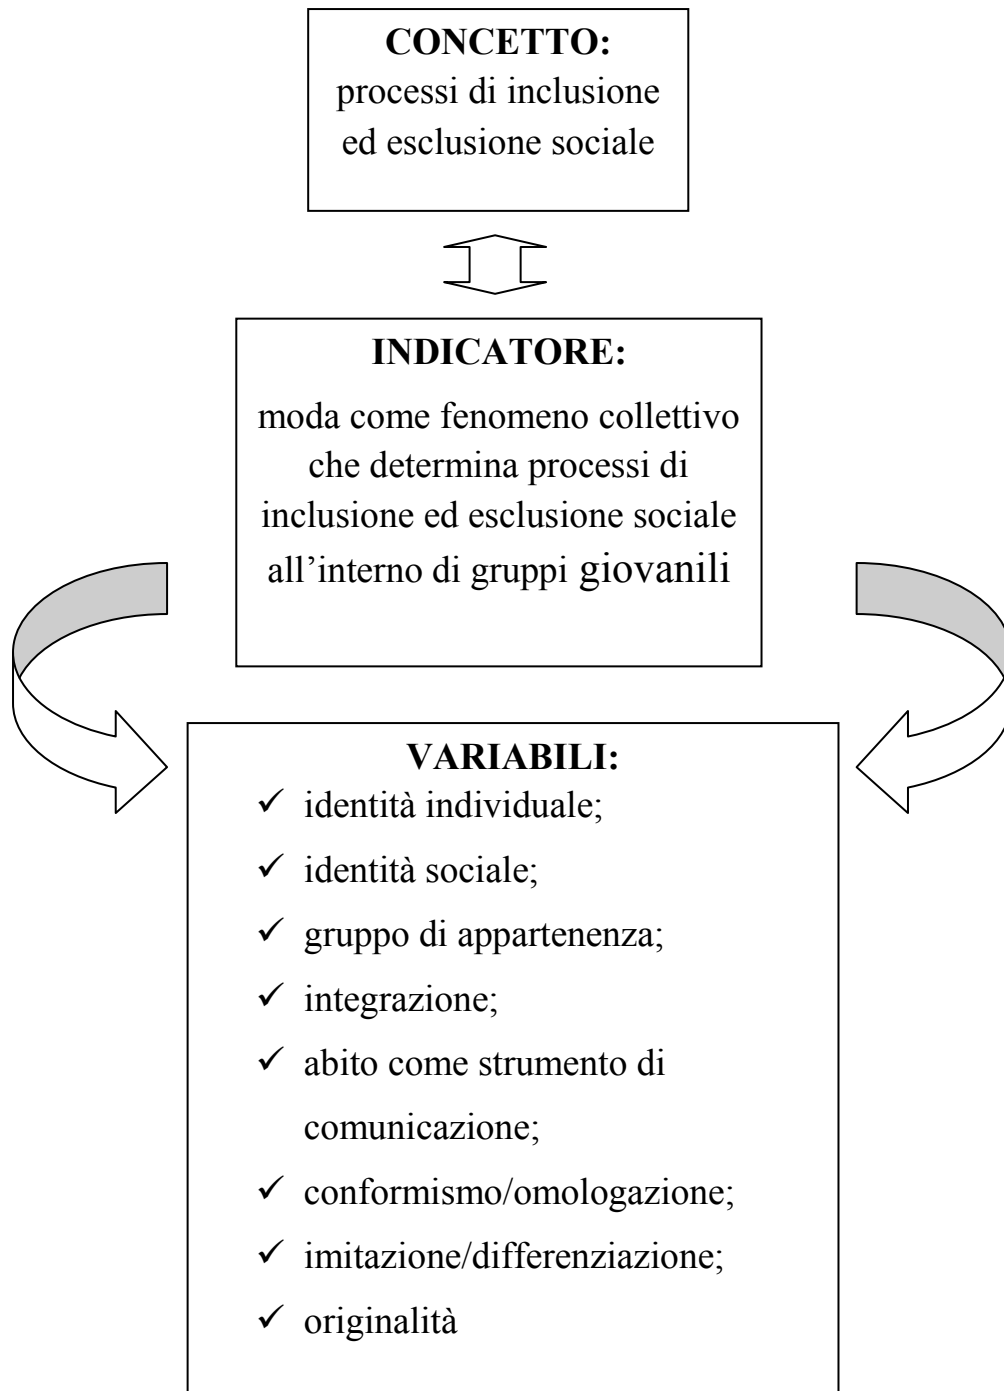 CONCETTO:
processi di inclusione
ed esclusione sociale
INDICATORE:
moda come fenomeno collettivo
che determina processi di
inclusione ed esclusione sociale
all’interno di gruppi giovanili
VARIABILI:
✓ identità individuale;
✓ identità sociale;
✓ gruppo di appartenenza;
✓ integrazione;
✓ abito come strumento di
comunicazione;
✓ conformismo/omologazione;
✓ imitazione/differenziazione;
✓ originalità